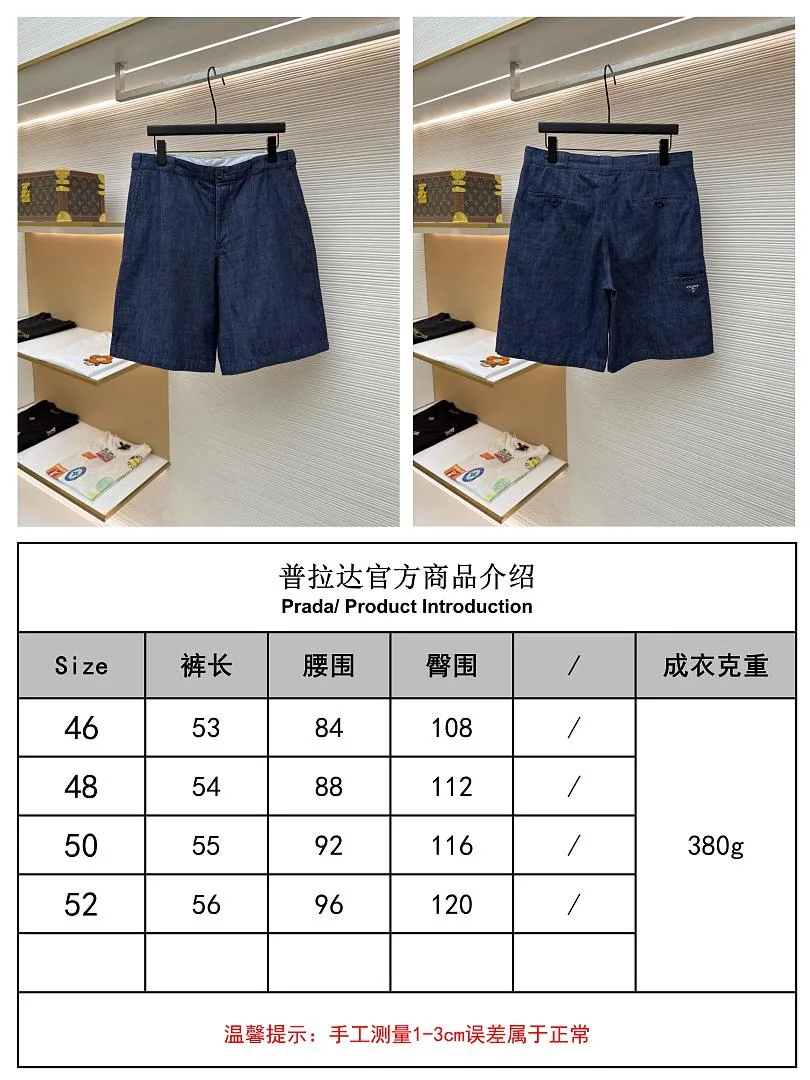 普拉达官方商品介绍
Prada/ Product Introduction
Size 裤长 腰围 臀围 / 成衣克重
46 53 84 108 /
48 54 88 112 /
50 55 92 116 /
380g
52 56 96 120 /
温馨提示：手工测量1-3cm误差属于正常